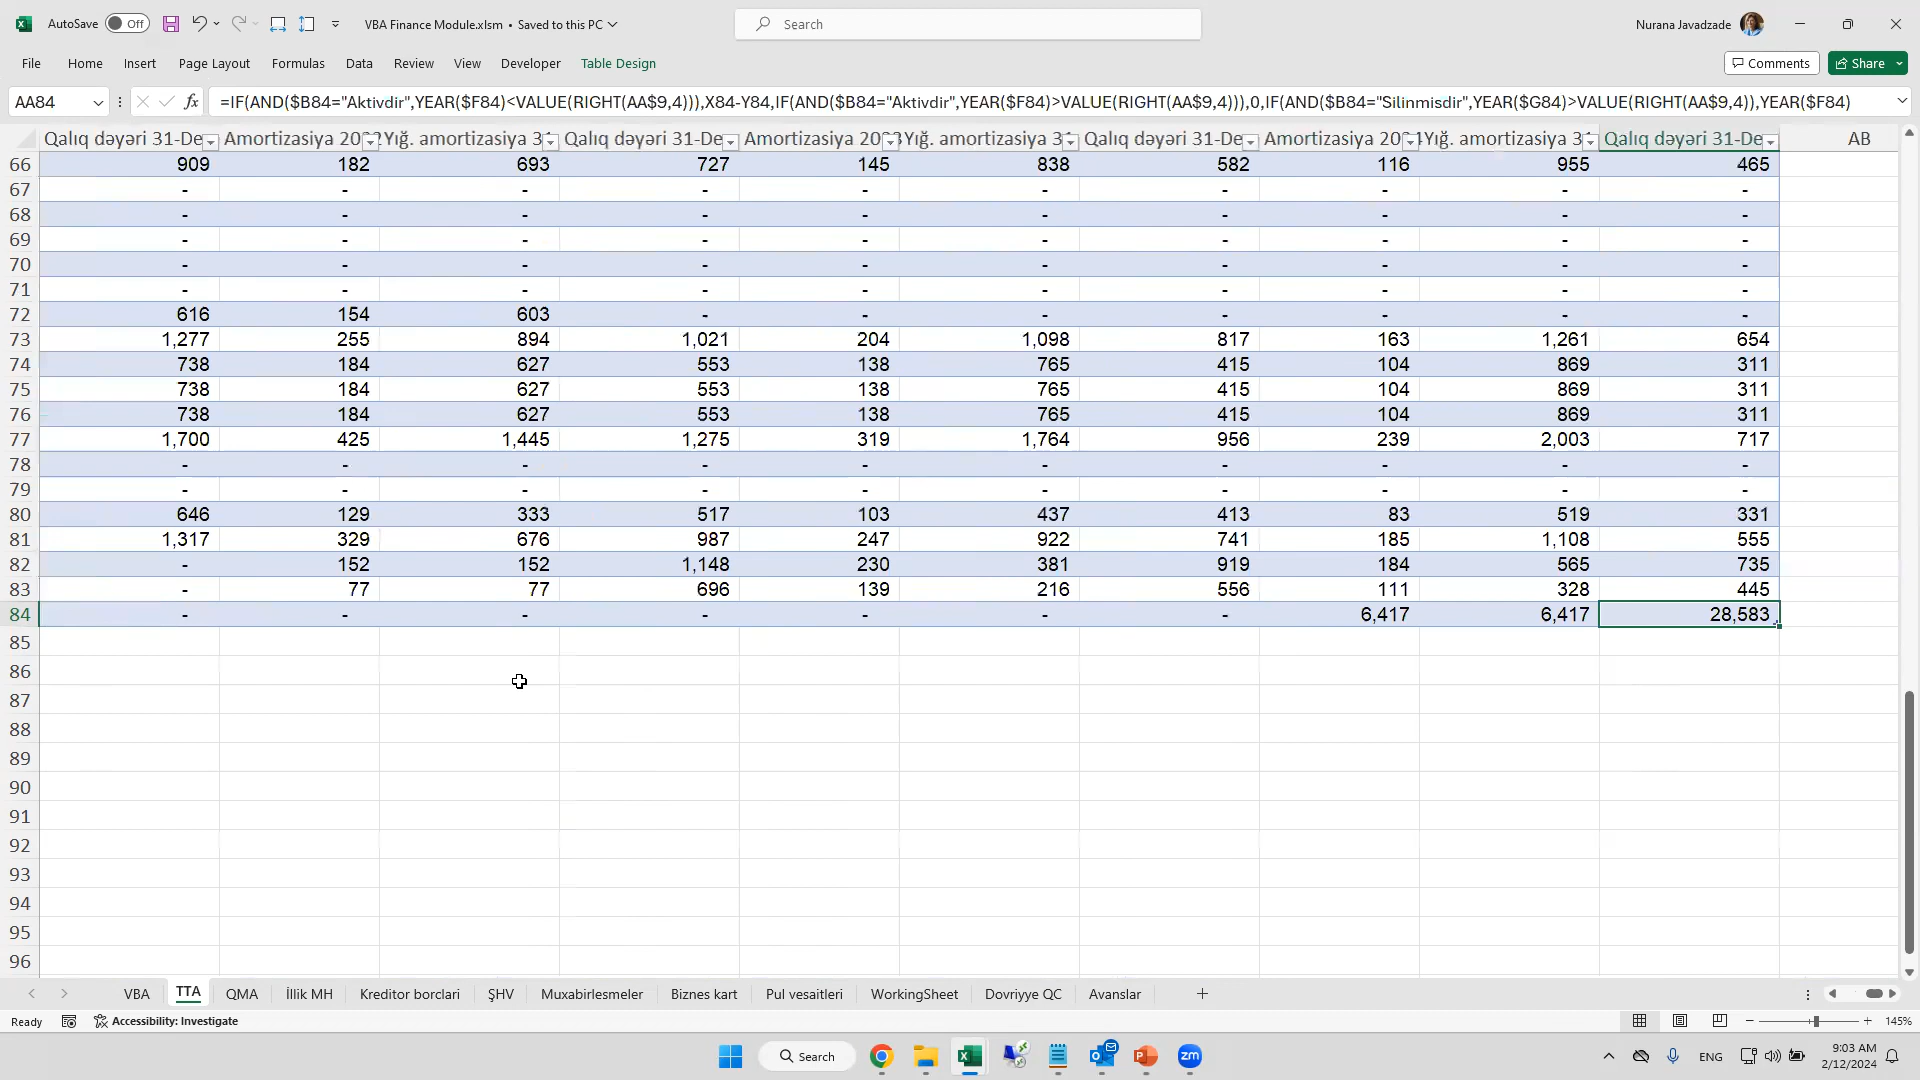 AutoSave Off VBA Finance Module.xlsm • Saved to this PC Search Nurana Javadzade
File Home Insert Page Layout Formulas Data Review View Developer Table Design Comments Share
AA84 fx =IF(AND($B84="Aktivdir",YEAR($F84)<VALUE(RIGHT(AA$9,4))),X84-Y84,IF(AND($B84="Aktivdir",YEAR($F84)>VALUE(RIGHT(AA$9,4))),0,IF(AND($B84="Silinmisdir",YEAR($G84)>VALUE(RIGHT(AA$9,4)),YEAR($F84)
Qalıq dəyəri 31-De Amortizasiya 202 Yığ. amortizasiya 3 Qalıq dəyəri 31-De Amortizasiya 202 Yığ. amortizasiya 3 Qalıq dəyəri 31-De Amortizasiya 202 Yığ. amortizasiya 3 Qalıq dəyəri 31-De AB
66 909 182 693 727 145 838 582 116 955 465
67 - - - - - - - - - -
68 - - - - - - - - - -
69 - - - - - - - - - -
70 - - - - - - - - - -
71 - - - - - - - - - -
72 616 154 603 - - - - - - -
73 1,277 255 894 1,021 204 1,098 817 163 1,261 654
74 738 184 627 553 138 765 415 104 869 311
75 738 184 627 553 138 765 415 104 869 311
76 738 184 627 553 138 765 415 104 869 311
77 1,700 425 1,445 1,275 319 1,764 956 239 2,003 717
78 - - - - - - - - - -
79 - - - - - - - - - -
80 646 129 333 517 103 437 413 83 519 331
81 1,317 329 676 987 247 922 741 185 1,108 555
82 - 152 152 1,148 230 381 919 184 565 735
83 - 77 77 696 139 216 556 111 328 445
84 - - - - - - - 6,417 6,417 28,583
85
86
87
88
89
90
91
92
93
94
95
96
VBA TTA QMA İllik MH Kreditor borclari ŞHV Muxabirlesmeler Biznes kart Pul vesaitleri WorkingSheet Dovriyye QC Avanslar
Ready Accessibility: Investigate 145%
Search zm ENG 9:03 AM
2/12/2024